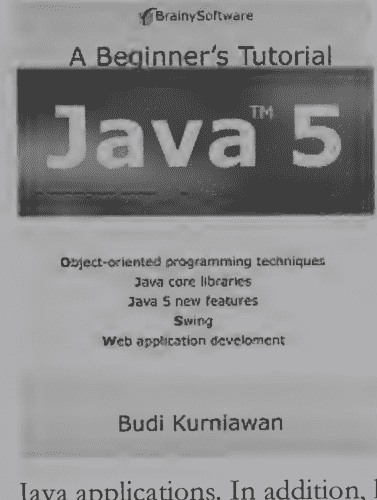 BrainySoftware
A Beginner's Tutorial
Java™ 5
Object-oriented programming techniques
Java core libraries
Java 5 new features
Swing
Web application develoment
Budi Kurniawan
Java applications. In addition,